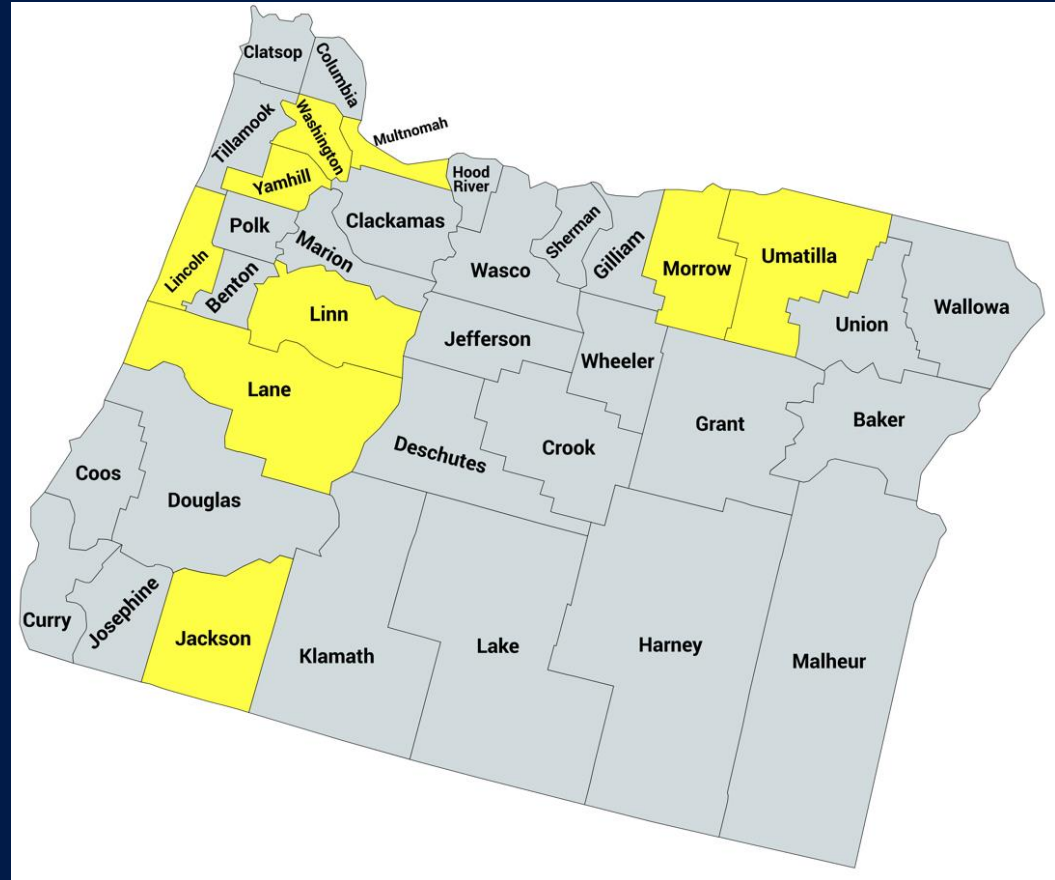 Clatsop
Columbia
Tillamook
Washington
Multnomah
Yamhill
Hood
River
Clackamas
Polk
Marion
Sherman
Gilliam
Wasco
Morrow
Umatilla
Wallowa
Lincoln
Benton
Linn
Union
Jefferson
Wheeler
Lane
Grant
Baker
Deschutes
Crook
Coos
Douglas
Curry
Josephine
Jackson
Klamath
Lake
Harney
Malheur